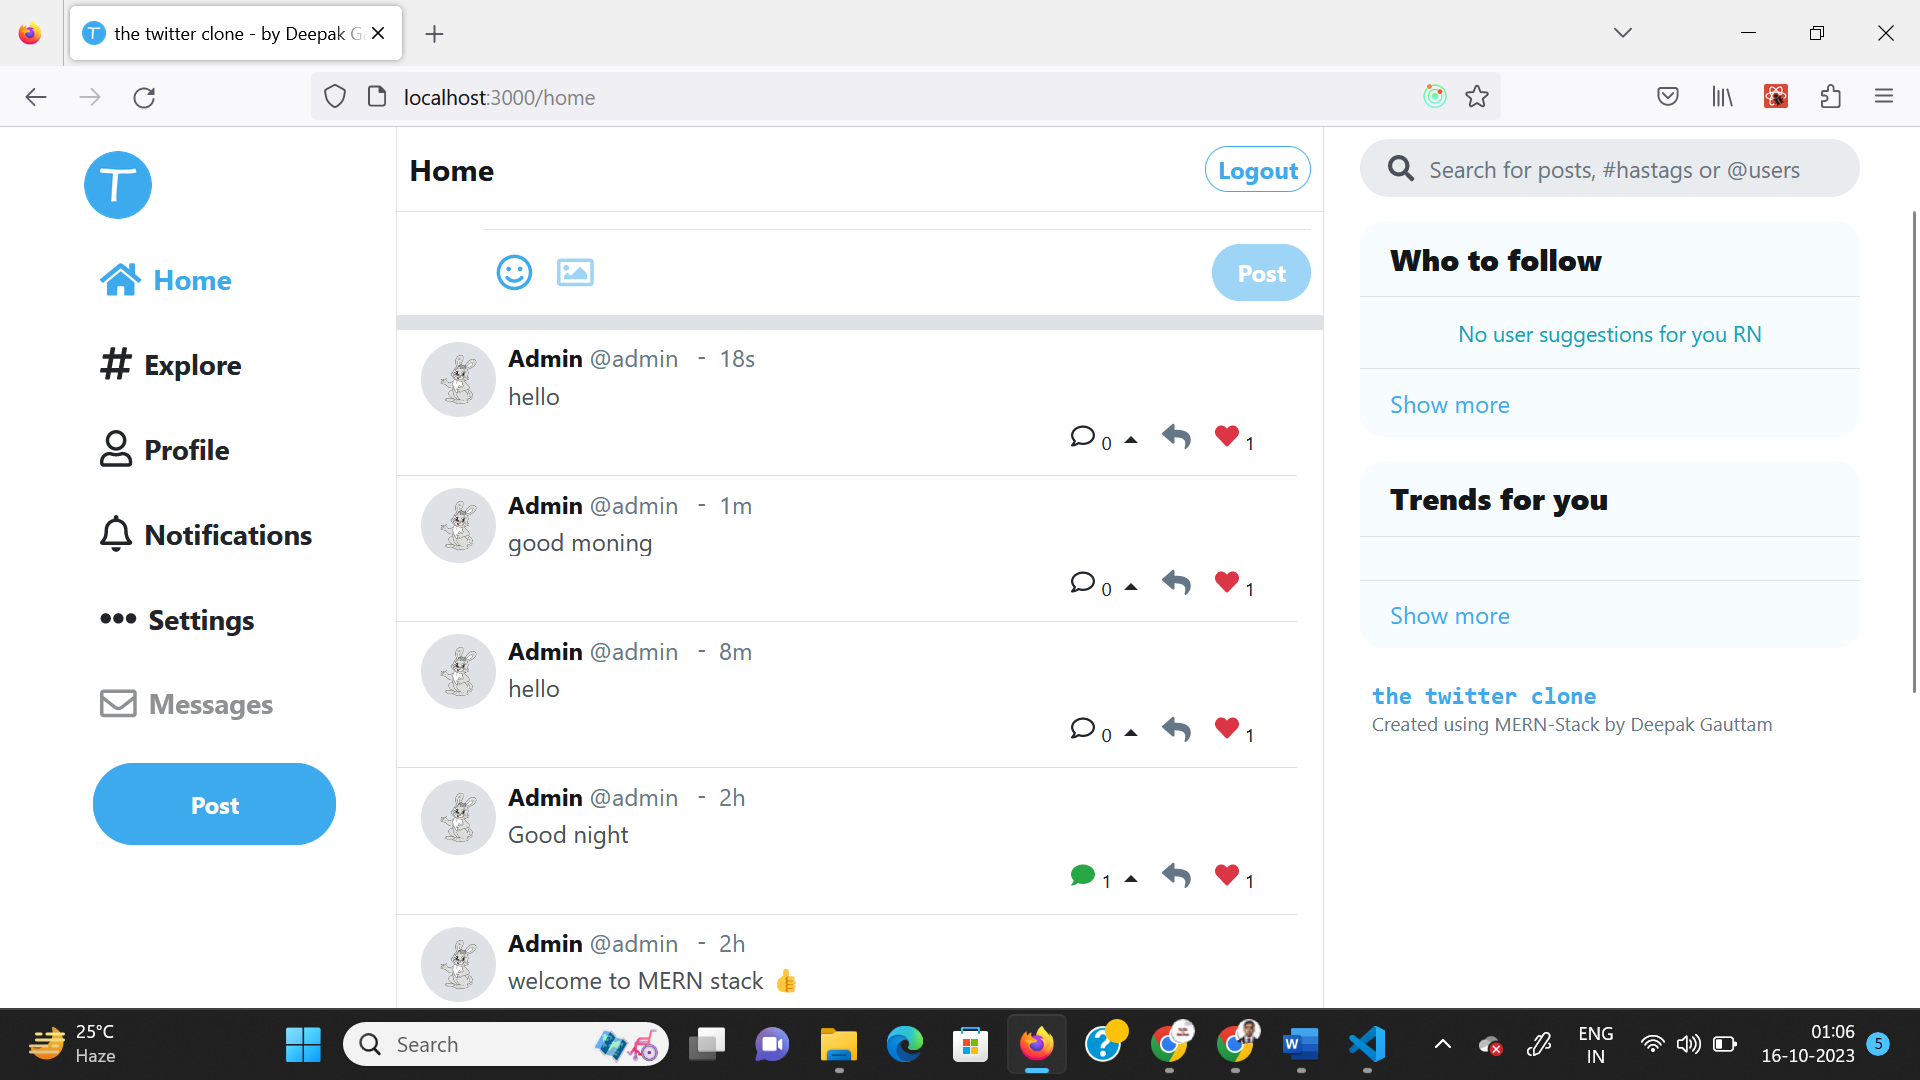 the twitter clone - by Deepak G
localhost:3000/home
T
Home
Explore
Profile
Notifications
Settings
Messages
Post
Home
Logout
Post
Admin @admin - 18s
hello
0 1
Admin @admin - 1m
good moning
0 1
Admin @admin - 8m
hello
0 1
Admin @admin - 2h
Good night
1 1
Admin @admin - 2h
welcome to MERN stack 👍
Search for posts, #hastags or @users
Who to follow
No user suggestions for you RN
Show more
Trends for you
Show more
the twitter clone
Created using MERN-Stack by Deepak Gauttam
25°C
Haze
Search
ENG
IN
01:06
16-10-2023
5